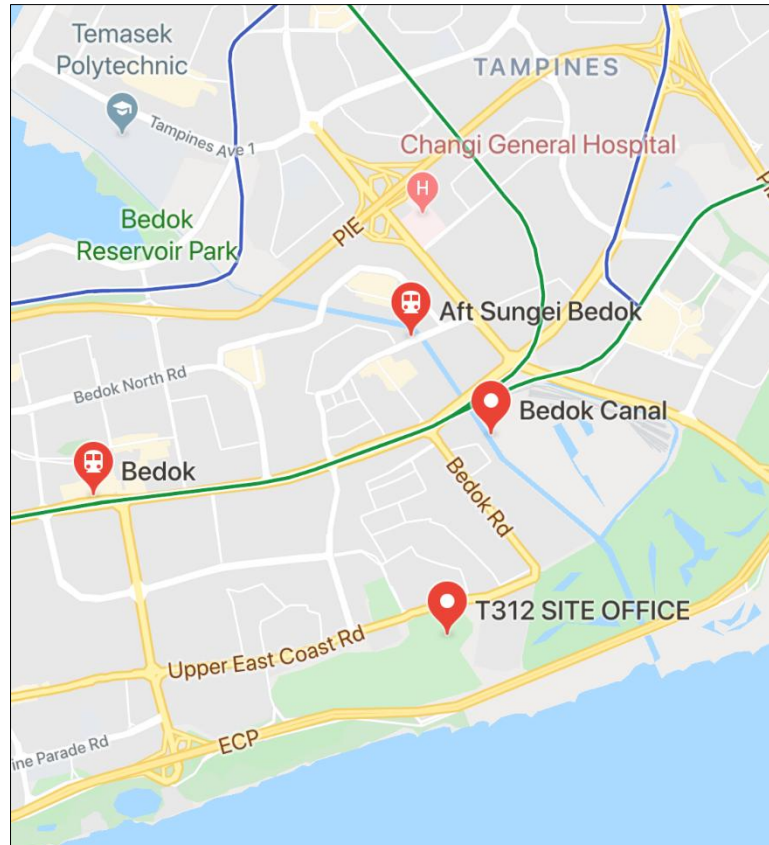 Temasek
Polytechnic
TAMPINES
Tampines Ave 1
Changi General Hospital
H
Bedok
Reservoir Park
PIE
Aft Sungei Bedok
Bedok North Rd
Bedok Canal
Bedok
Bedok Rd
T312 SITE OFFICE
Upper East Coast Rd
ine Parade Rd
ECP